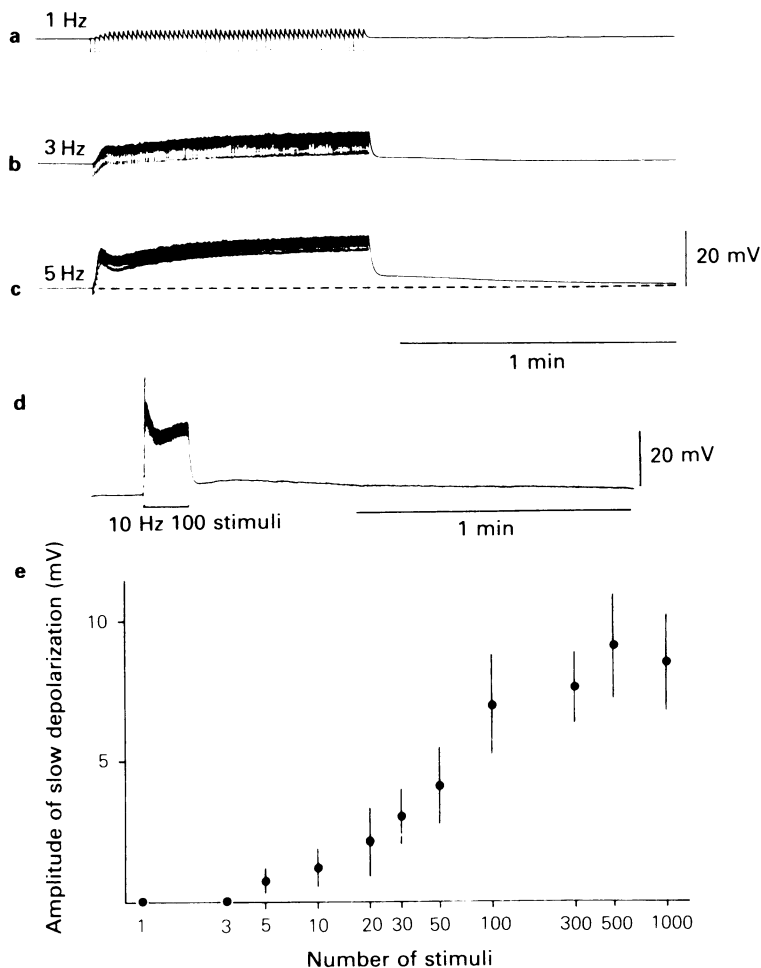 a
1 Hz
b
3 Hz
c
5 Hz
20 mV
1 min
d
20 mV
10 Hz 100 stimuli
1 min
e
Amplitude of slow depolarization (mV)
10
5
1 3 5 10 20 30 50 100 300 500 1000
Number of stimuli